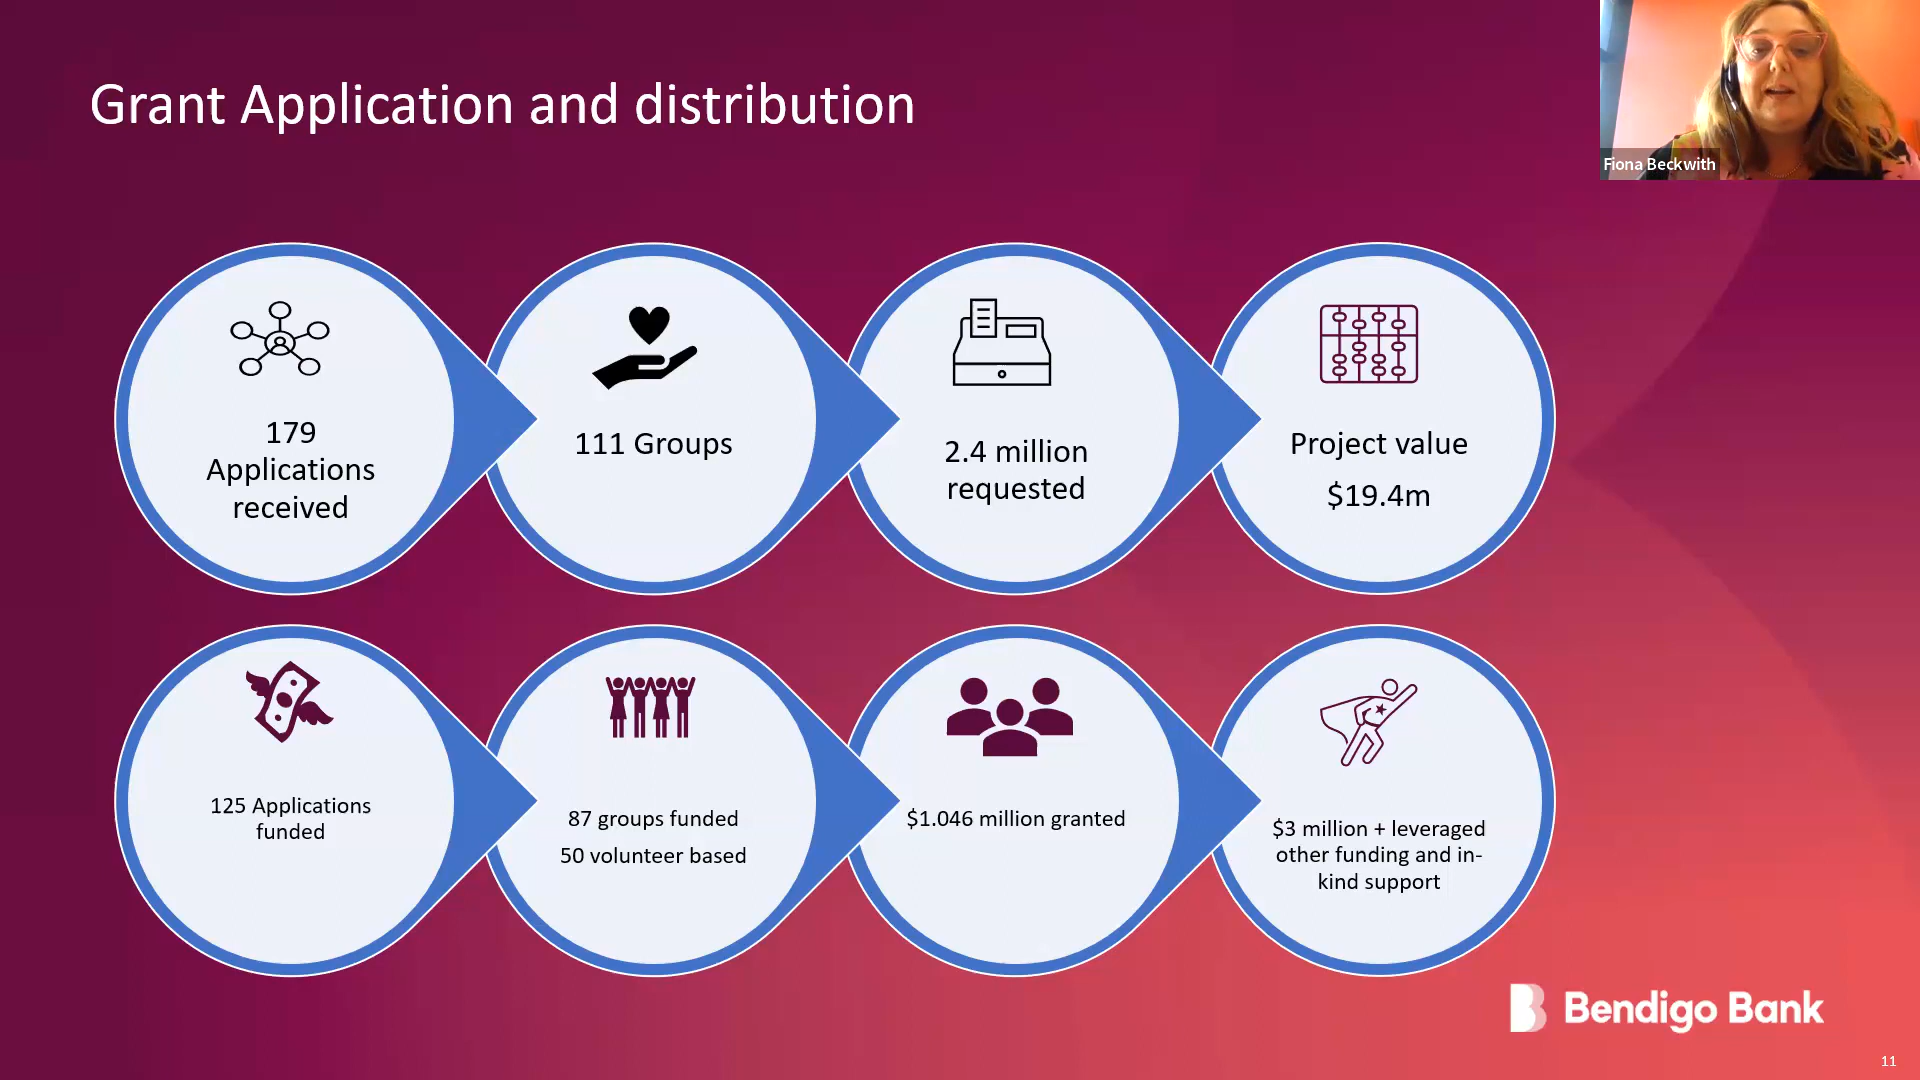 Grant Application and distribution
Fiona Beckwith
179
Applications
received
111 Groups
2.4 million
requested
Project value
$19.4m
125 Applications
funded
87 groups funded
50 volunteer based
$1.046 million granted
$3 million + leveraged
other funding and in-
kind support
Bendigo Bank
11